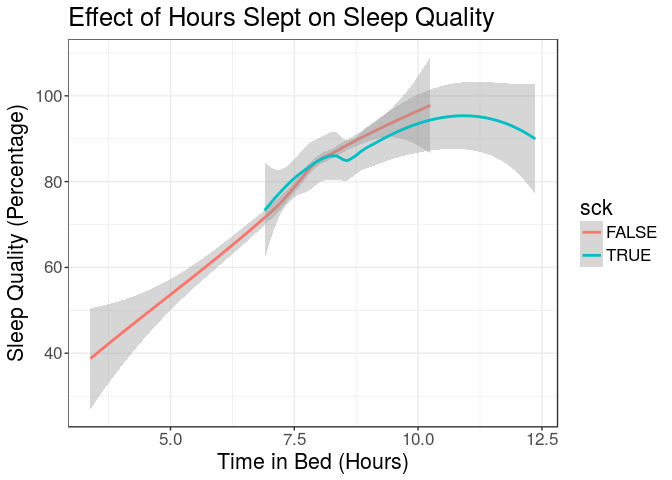 Effect of Hours Slept on Sleep Quality
Sleep Quality (Percentage)
100
80
60
40
5.0 7.5 10.0 12.5
Time in Bed (Hours)
sck
FALSE
TRUE